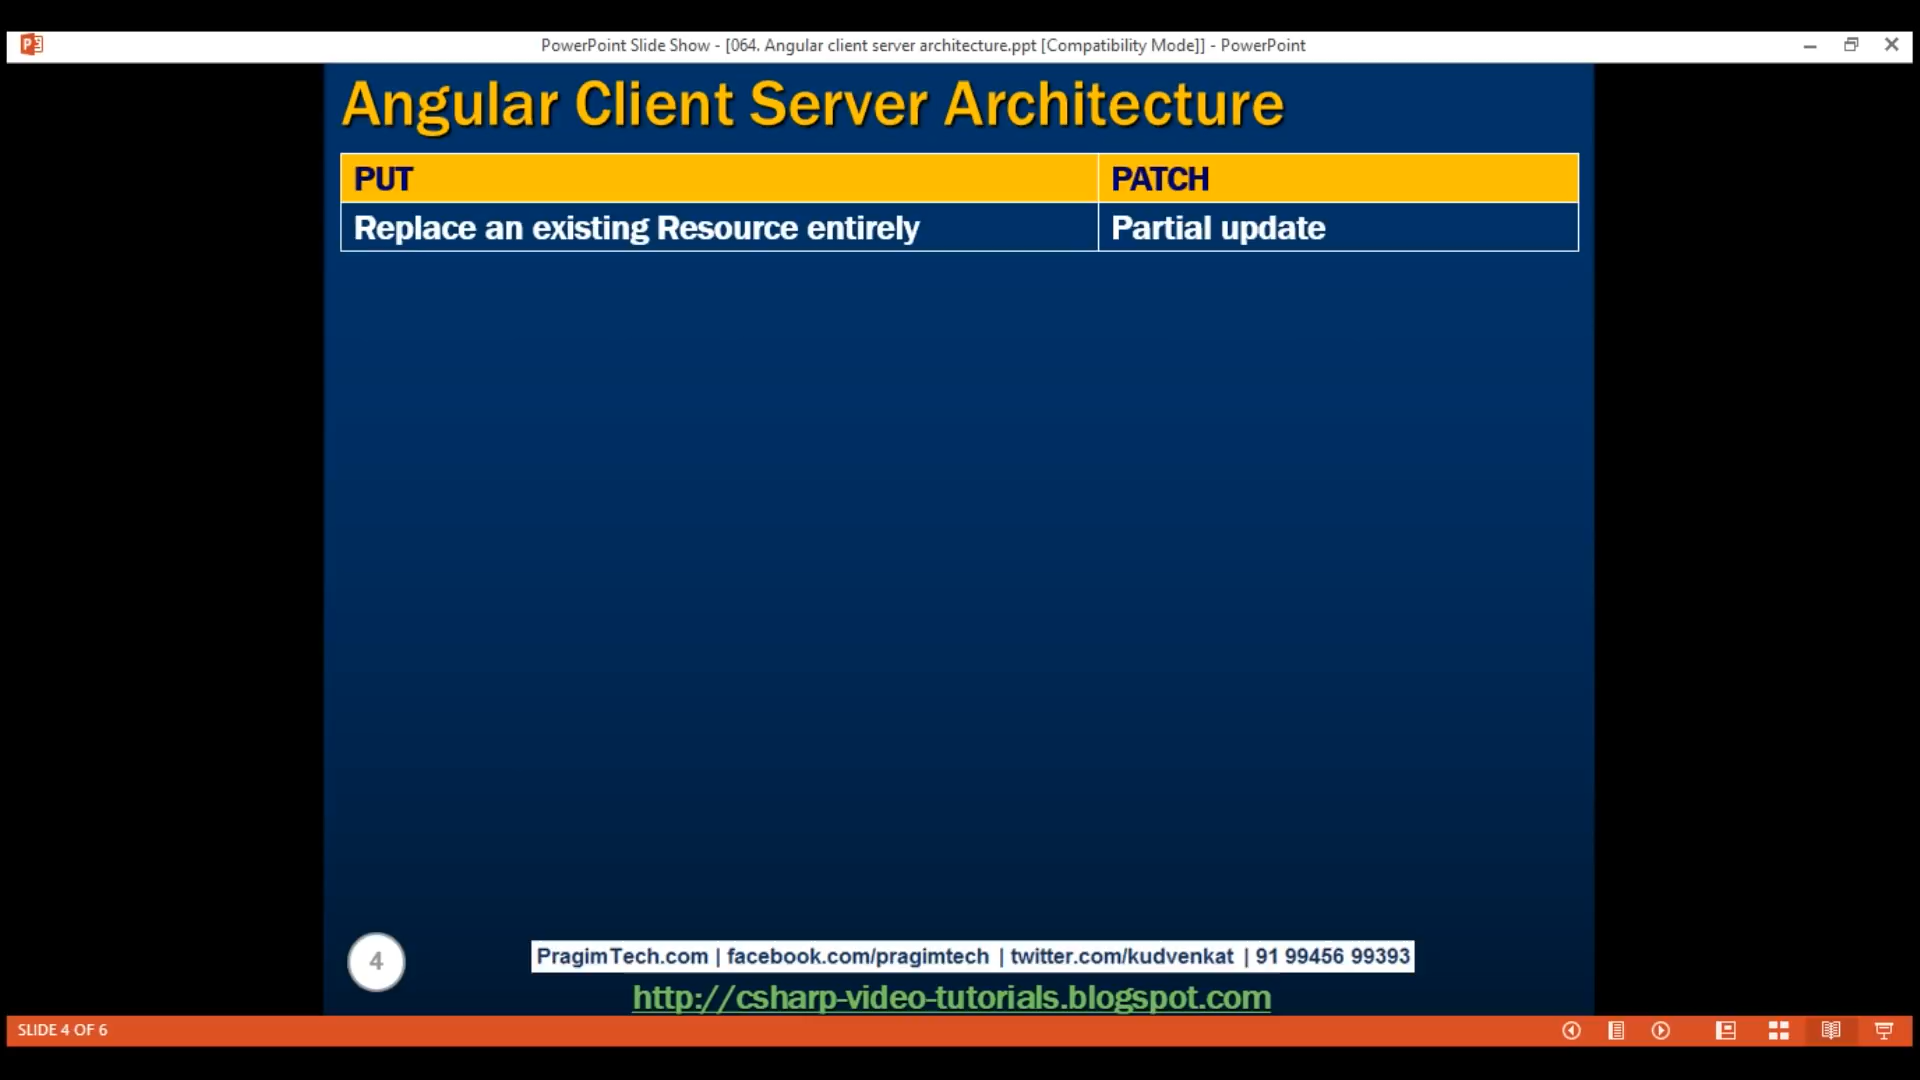 PowerPoint Slide Show - [064. Angular client server architecture.ppt [Compatibility Mode]] - PowerPoint
Angular Client Server Architecture
PUT PATCH
Replace an existing Resource entirely Partial update
4
PragimTech.com | facebook.com/pragimtech | twitter.com/kudvenkat | 91 99456 99393
http://csharp-video-tutorials.blogspot.com
SLIDE 4 OF 6